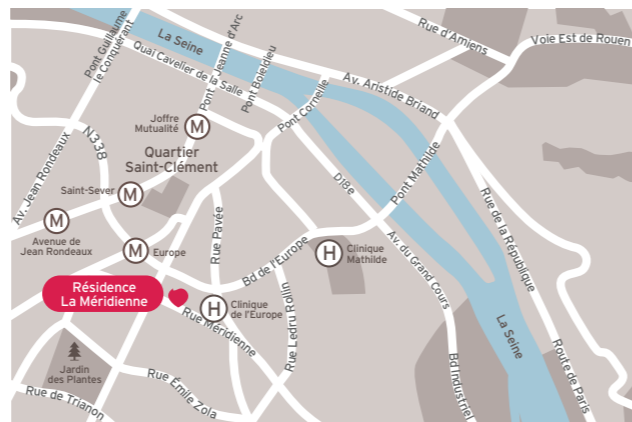 La Seine
Rue d'Amiens
Voie Est de Rouen
Pont Guillaume
le Conquérant
Quai Cavelier de la Salle
Pont Jeanne d'Arc
Pont Boieldieu
Av. Aristide Briand
Pont Corneille
Joffre
Mutualité
M
N338
Quartier
Saint-Clément
Av. Jean Rondeaux
Saint-Sever
M
D18e
Pont Mathilde
Rue de la République
M
Avenue de
Jean Rondeaux
M
Europe
Rue Pavée
Bd de l'Europe
H
Clinique
Mathilde
Av. du Grand Cours
Résidence
La Méridienne
H
Clinique
de l'Europe
Rue Méridienne
Rue Ledru Rollin
La Seine
Jardin
des Plantes
Rue Émile Zola
Rue de Trianon
Bd Industriel
Route de Paris